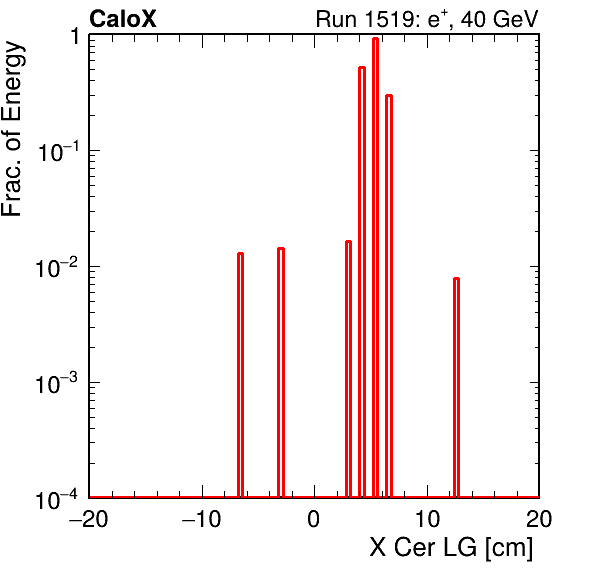 CaloX Run 1519: e⁺, 40 GeV
Frac. of Energy
1
10⁻¹
10⁻²
10⁻³
10⁻⁴
−20 −10 0 10 20
X Cer LG [cm]